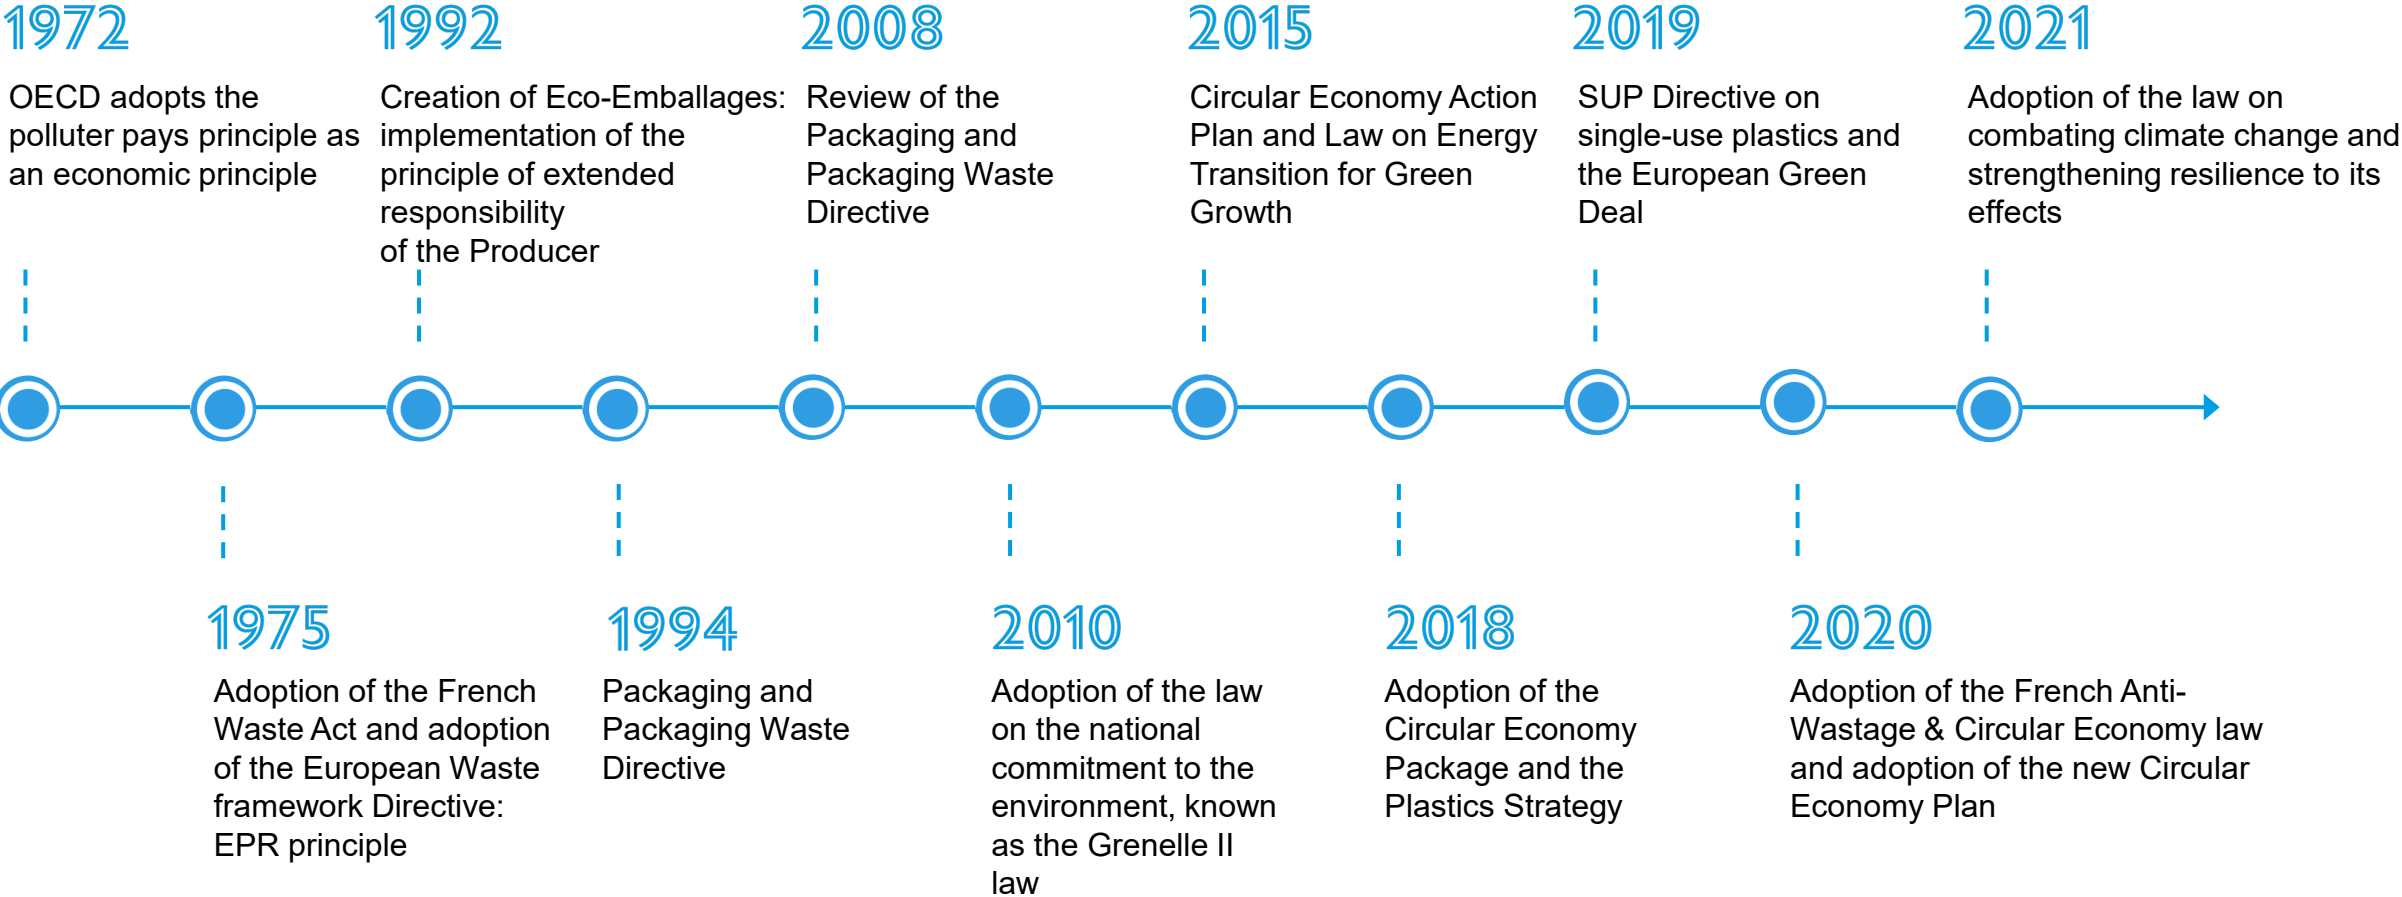 1972
OECD adopts the
polluter pays principle as
an economic principle
1992
Creation of Eco-Emballages:
implementation of the
principle of extended
responsibility
of the Producer
2008
Review of the
Packaging and
Packaging Waste
Directive
2015
Circular Economy Action
Plan and Law on Energy
Transition for Green
Growth
2019
SUP Directive on
single-use plastics and
the European Green
Deal
2021
Adoption of the law on
combating climate change and
strengthening resilience to its
effects
1975
Adoption of the French
Waste Act and adoption
of the European Waste
framework Directive:
EPR principle
1994
Packaging and
Packaging Waste
Directive
2010
Adoption of the law
on the national
commitment to the
environment, known
as the Grenelle II
law
2018
Adoption of the
Circular Economy
Package and the
Plastics Strategy
2020
Adoption of the French Anti-
Wastage & Circular Economy law
and adoption of the new Circular
Economy Plan